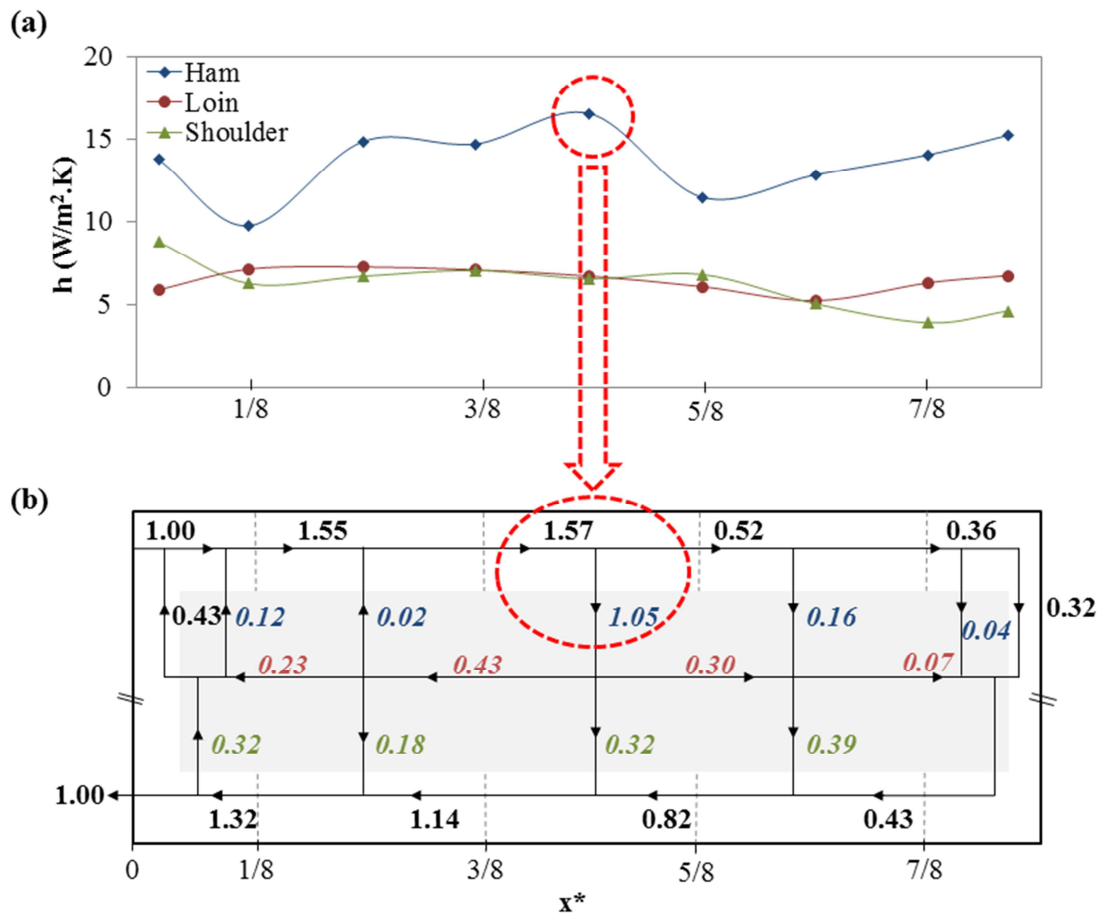 (a)
20
15
10
5
0
h (W/m².K)
Ham
Loin
Shoulder
1/8 3/8 5/8 7/8
(b)
1.00 1.55 1.57 0.52 0.36
0.43 0.12 0.02 1.05 0.16 0.04 0.32
0.23 0.43 0.30 0.07
0.32 0.18 0.32 0.39
1.00
1.32 1.14 0.82 0.43
0 1/8 3/8 5/8 7/8
x*